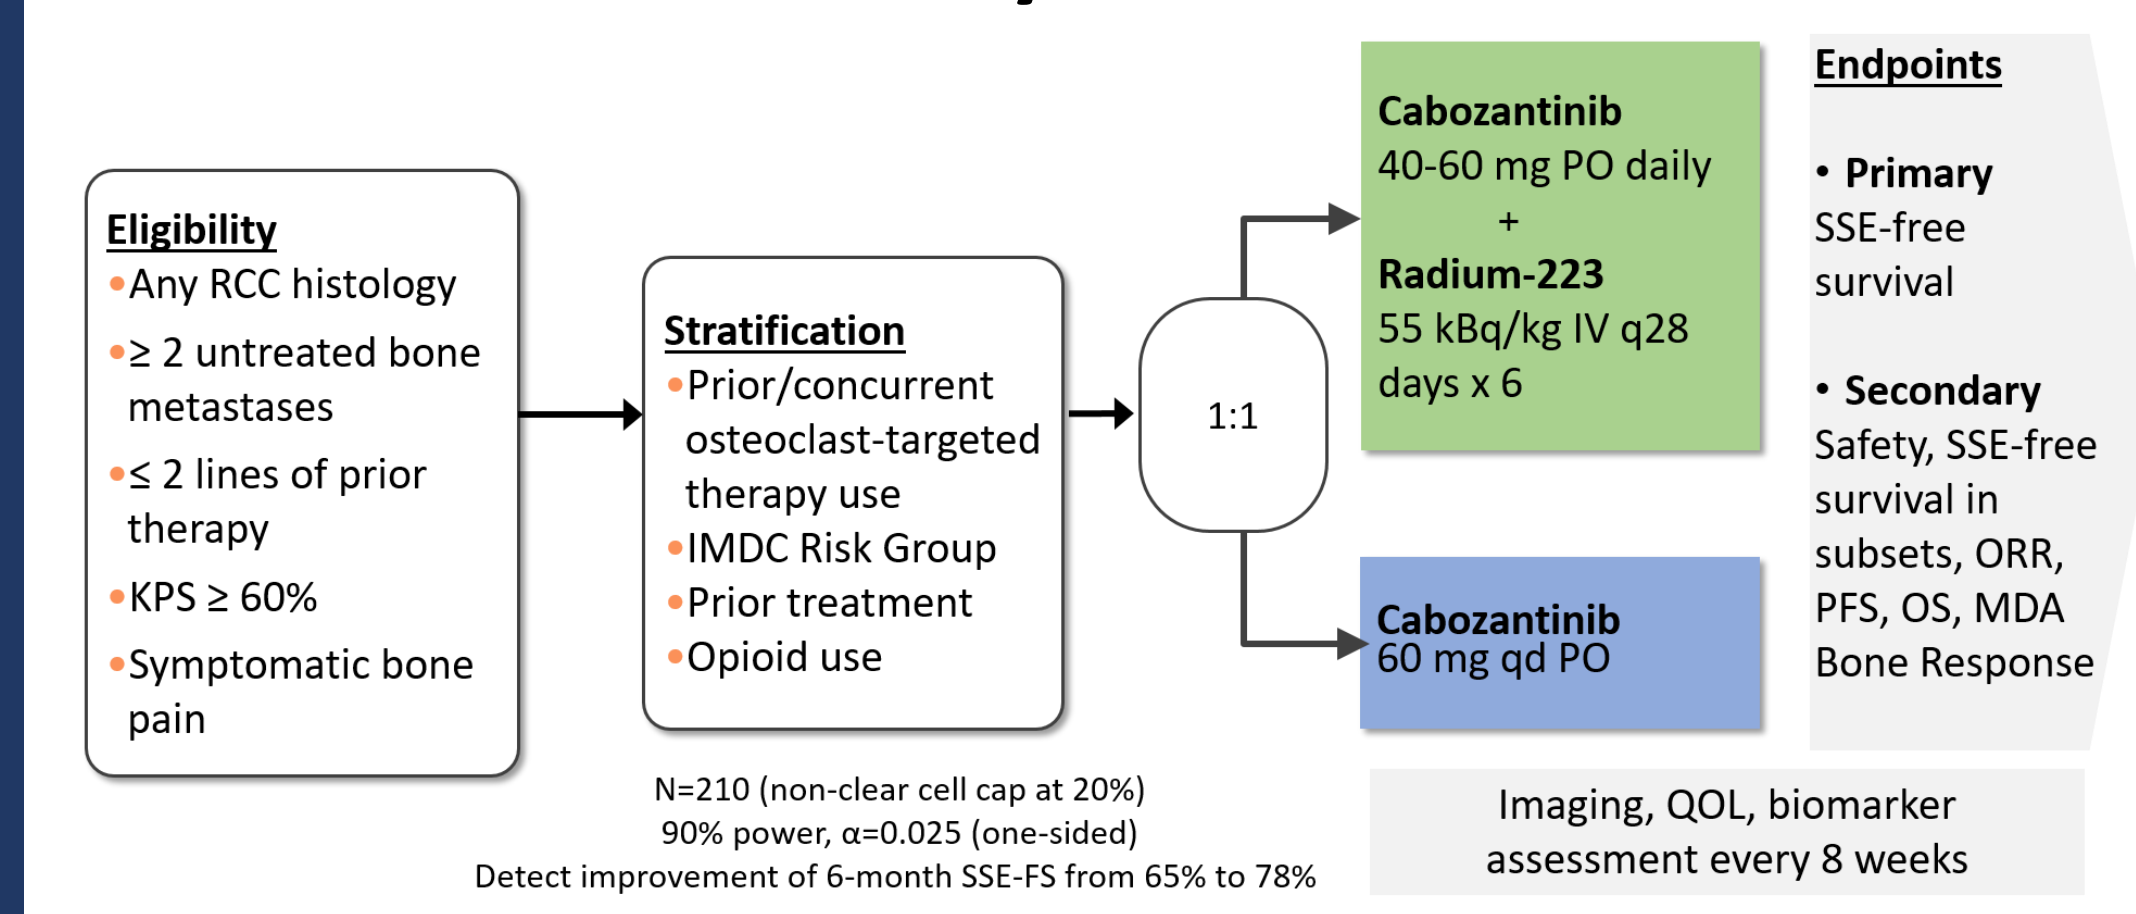 Eligibility
•Any RCC histology
•≥ 2 untreated bone
metastases
•≤ 2 lines of prior
therapy
•KPS ≥ 60%
•Symptomatic bone
pain
Stratification
•Prior/concurrent
osteoclast-targeted
therapy use
•IMDC Risk Group
•Prior treatment
•Opioid use
N=210 (non-clear cell cap at 20%)
90% power, α=0.025 (one-sided)
Detect improvement of 6-month SSE-FS from 65% to 78%
1:1
Cabozantinib
40-60 mg PO daily
+
Radium-223
55 kBq/kg IV q28
days x 6
Cabozantinib
60 mg qd PO
Endpoints
• Primary
SSE-free
survival
• Secondary
Safety, SSE-free
survival in
subsets, ORR,
PFS, OS, MDA
Bone Response
Imaging, QOL, biomarker
assessment every 8 weeks